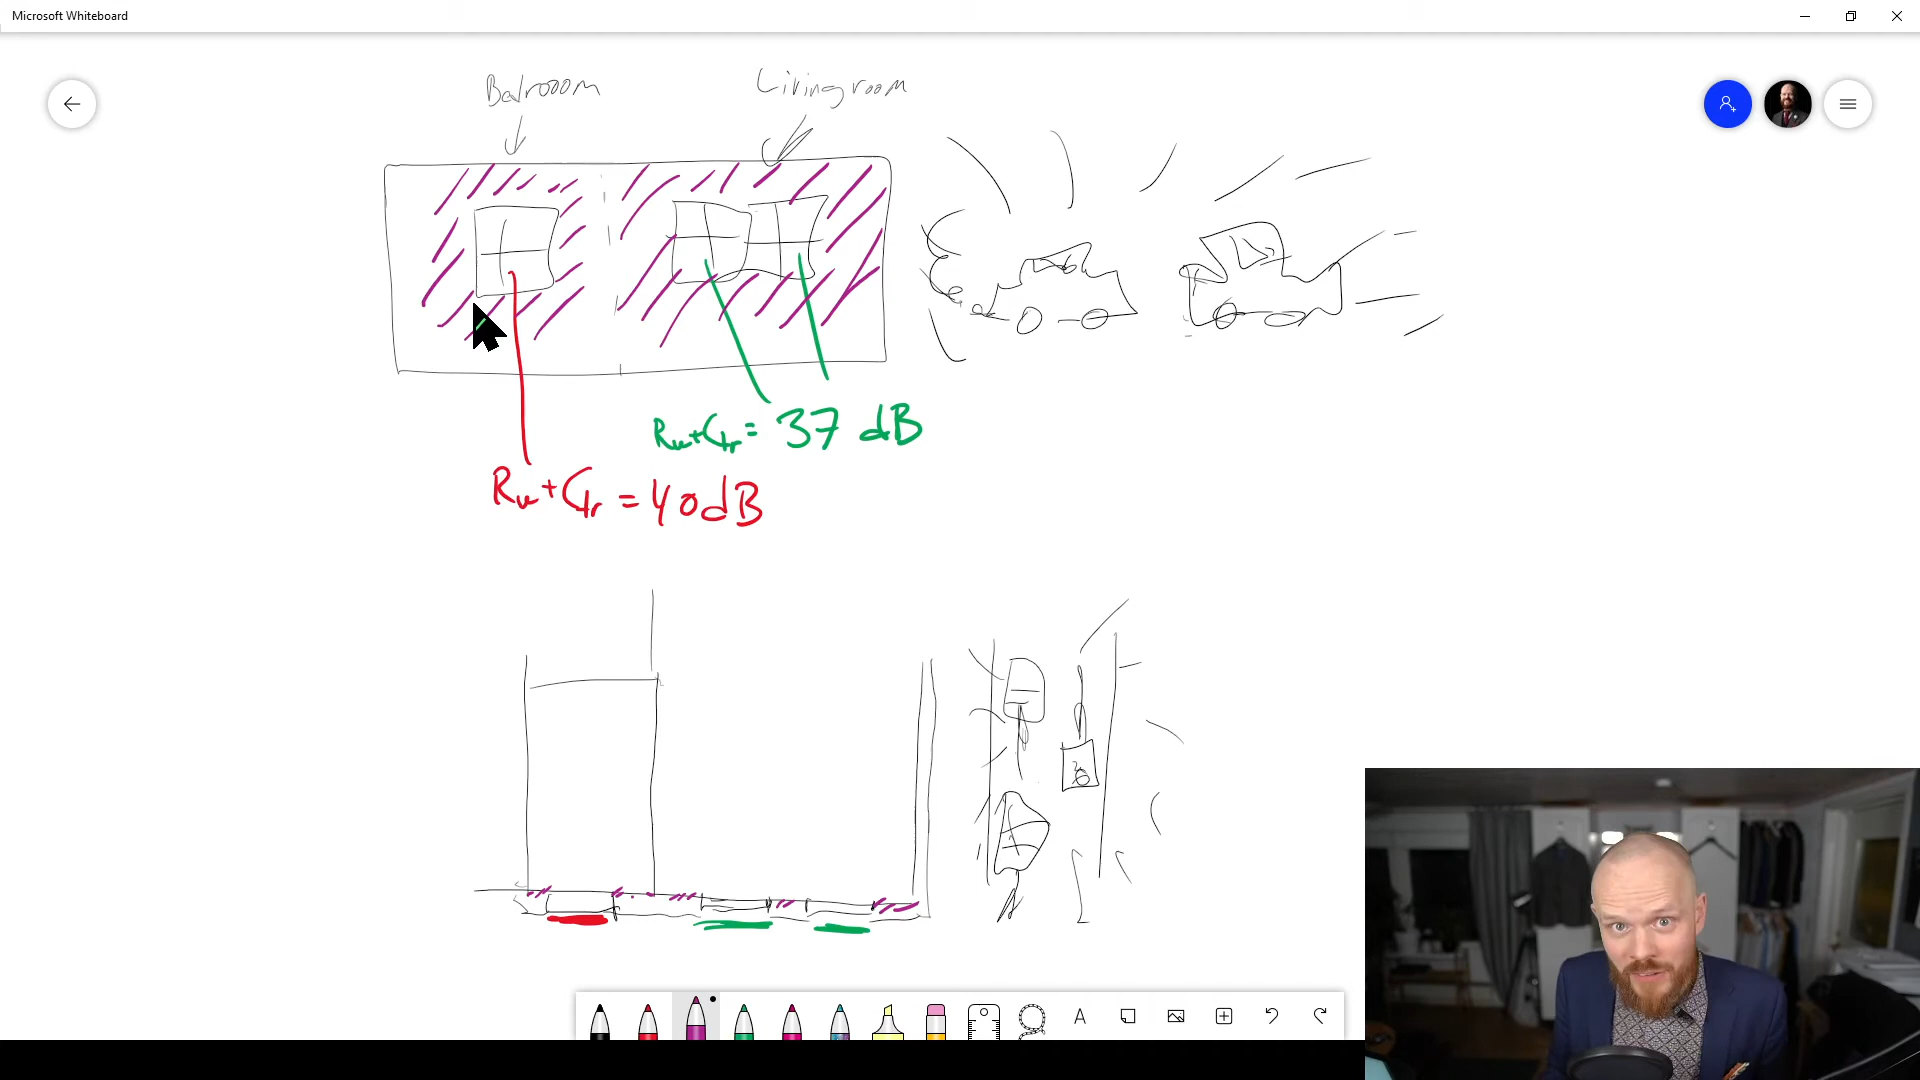 Microsoft Whiteboard
Bedrooom
Livingroom
Rw+Ctr = 37 dB
Rw+Ctr = 40dB
A